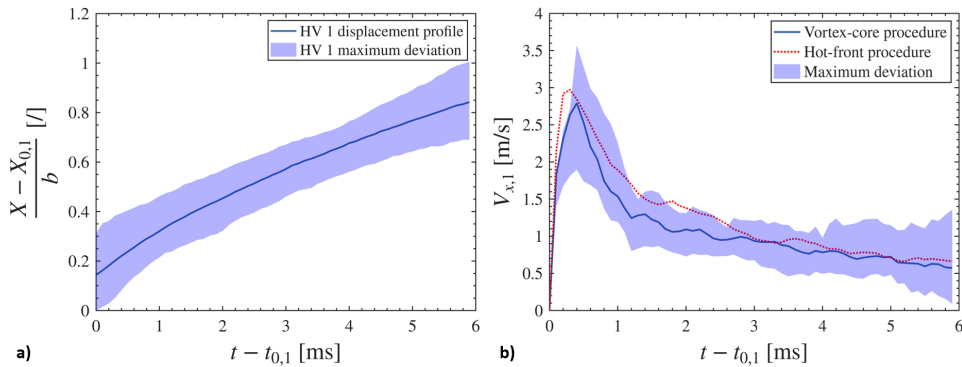 HV 1 displacement profile
HV 1 maximum deviation
1.2
1
0.8
0.6
0.4
0.2
0
X − X0,1
b
[/]
0 1 2 3 4 5 6
t − t0,1 [ms]
a)
Vortex-core procedure
Hot-front procedure
Maximum deviation
4
3.5
3
2.5
2
1.5
1
0.5
0
Vx,1 [m/s]
0 1 2 3 4 5 6
t − t0,1 [ms]
b)